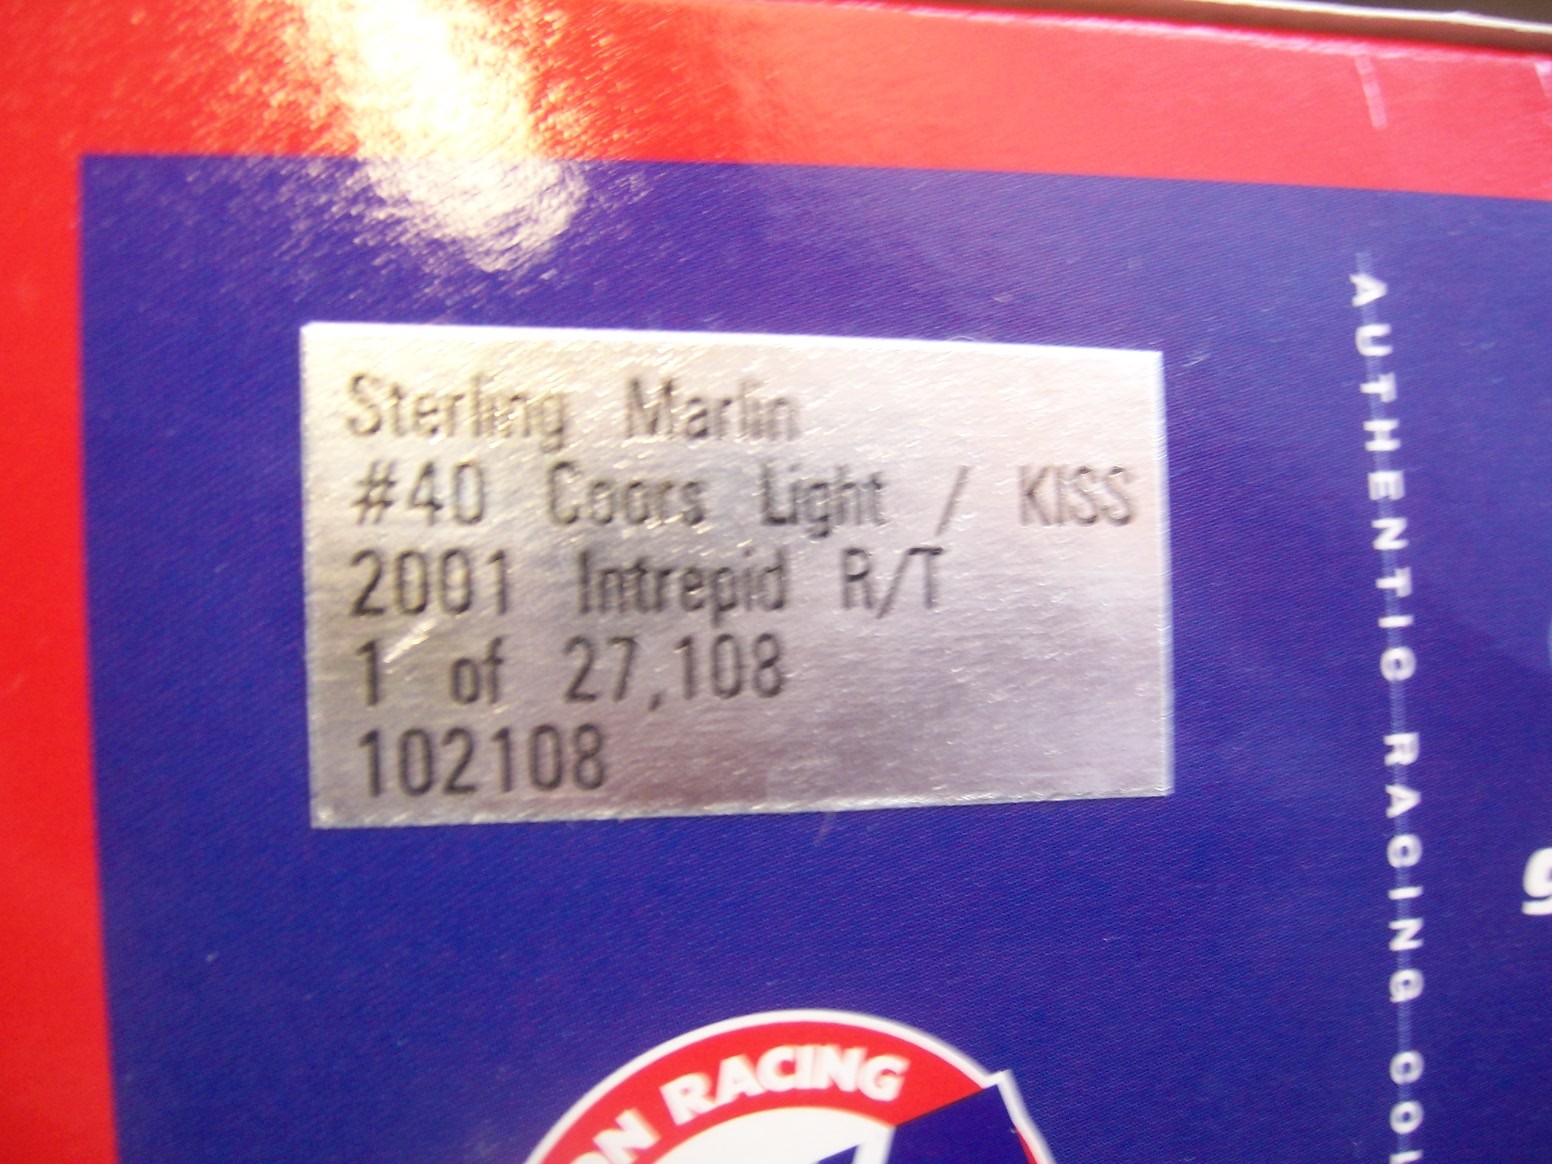 Sterling Marlin
#40 Coors Light / KISS
2001 Intrepid R/T
1 of 27,108
102108
AUTHENTIC RACING
RACING